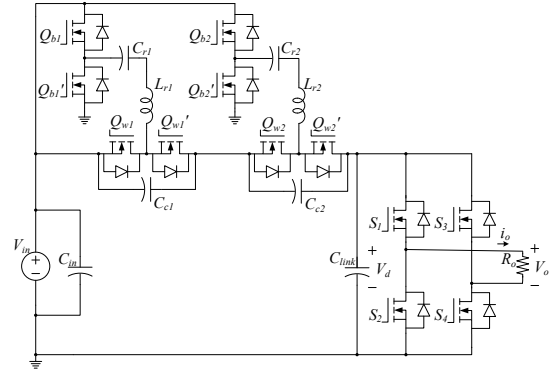 Qb1
Cr1
Qb2
Cr2
Qb1'
Lr1
Qb2'
Lr2
Qw1
Qw1'
Qw2
Qw2'
Cc1
Cc2
S1
S3
io
Vin
+
−
Cin
Clink
+
Vd
−
Ro
+
Vo
−
S2
S4